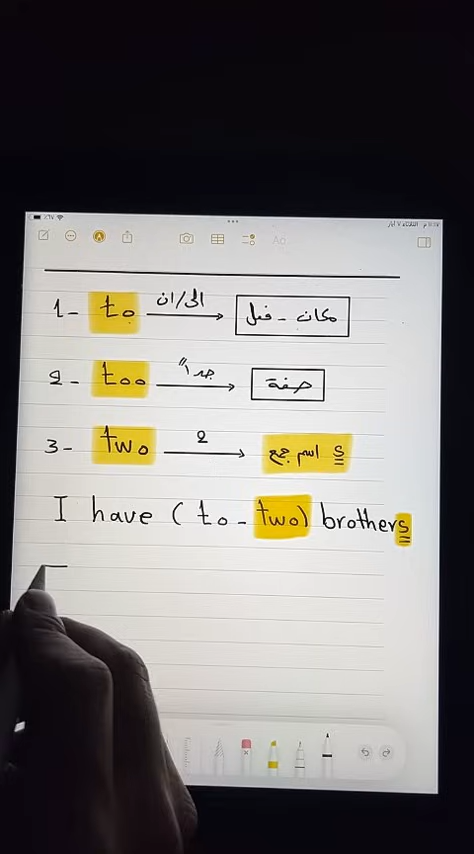 1- to الى/ان مكان - فعل
2- too جداً صفة
3- two 2 اسم جمع s
I have (to - two) brothers